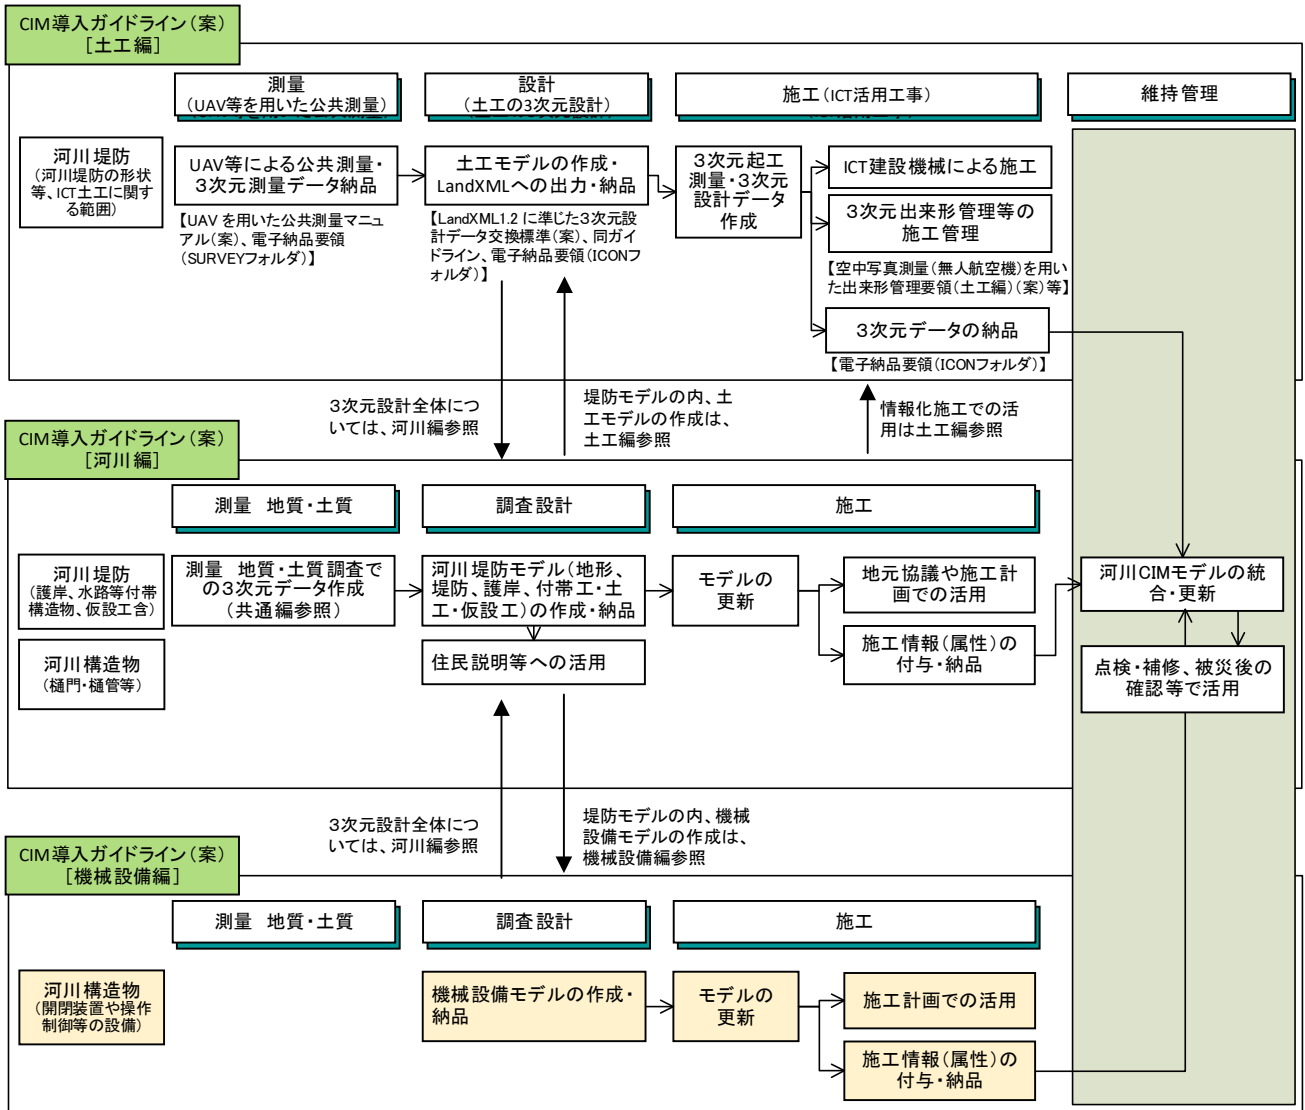 CIM導入ガイドライン(案)
[土工編]
測量
(UAV等を用いた公共測量)
設計
(土工の3次元設計)
施工(ICT活用工事)
維持管理
河川堤防
(河川堤防の形状
等、ICT土工に関す
る範囲)
UAV等による公共測量・
3次元測量データ納品
【UAV を用いた公共測量マニュ
アル(案)、電子納品要領
(SURVEYフォルダ)】
土工モデルの作成・
LandXMLへの出力・納品
【LandXML1.2 に準じた3次元設
計データ交換標準(案)、同ガイ
ドライン、電子納品要領(ICONフ
ォルダ)】
3次元起工
測量・3次元
設計データ
作成
ICT建設機械による施工
3次元出来形管理等の
施工管理
【空中写真測量(無人航空機)を用い
た出来形管理要領(土工編)(案)等】
3次元データの納品
【電子納品要領(ICONフォルダ)】
3次元設計全体につ
いては、河川編参照
堤防モデルの内、土
工モデルの作成は、
土工編参照
情報化施工での活
用は土工編参照
CIM導入ガイドライン(案)
[河川編]
測量 地質・土質
調査設計
施工
河川堤防
(護岸、水路等付帯
構造物、仮設工含)
河川構造物
(樋門・樋管等)
測量 地質・土質調査で
の3次元データ作成
(共通編参照)
河川堤防モデル(地形、
堤防、護岸、付帯工・土
工・仮設工)の作成・納品
住民説明等への活用
モデルの
更新
地元協議や施工計
画での活用
施工情報(属性)の
付与・納品
河川CIMモデルの統
合・更新
点検・補修、被災後の
確認等で活用
3次元設計全体につ
いては、河川編参照
堤防モデルの内、機械
設備モデルの作成は、
機械設備編参照
CIM導入ガイドライン(案)
[機械設備編]
測量 地質・土質
調査設計
施工
河川構造物
(開閉装置や操作
制御等の設備)
機械設備モデルの作成・
納品
モデルの
更新
施工計画での活用
施工情報(属性)の
付与・納品